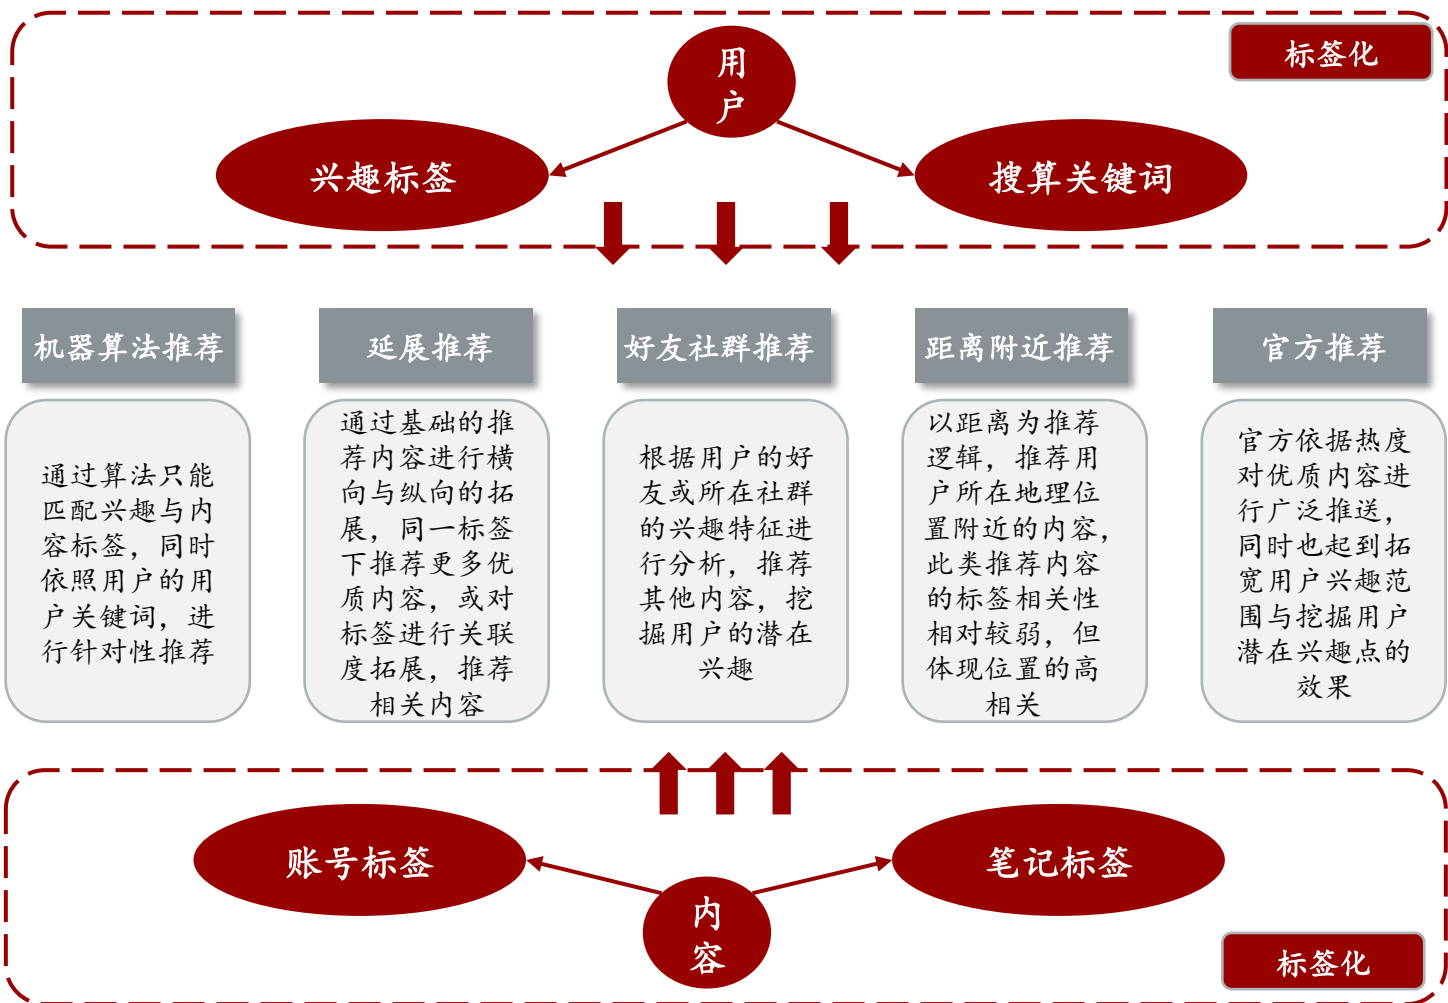 用
户
标签化
兴趣标签
搜算关键词
机器算法推荐
延展推荐
好友社群推荐
距离附近推荐
官方推荐
通过算法只能
匹配兴趣与内
容标签，同时
依照用户的用
户关键词，进
行针对性推荐
通过基础的推
荐内容进行横
向与纵向的拓
展，同一标签
下推荐更多优
质内容，或对
标签进行关联
度拓展，推荐
相关内容
根据用户的好
友或所在社群
的兴趣特征进
行分析，推荐
其他内容，挖
掘用户的潜在
兴趣
以距离为推荐
逻辑，推荐用
户所在地理位
置附近的内容，
此类推荐内容
的标签相关性
相对较弱，但
体现位置的高
相关
官方依据热度
对优质内容进
行广泛推送，
同时也起到拓
宽用户兴趣范
围与挖掘用户
潜在兴趣点的
效果
账号标签
笔记标签
内
容
标签化